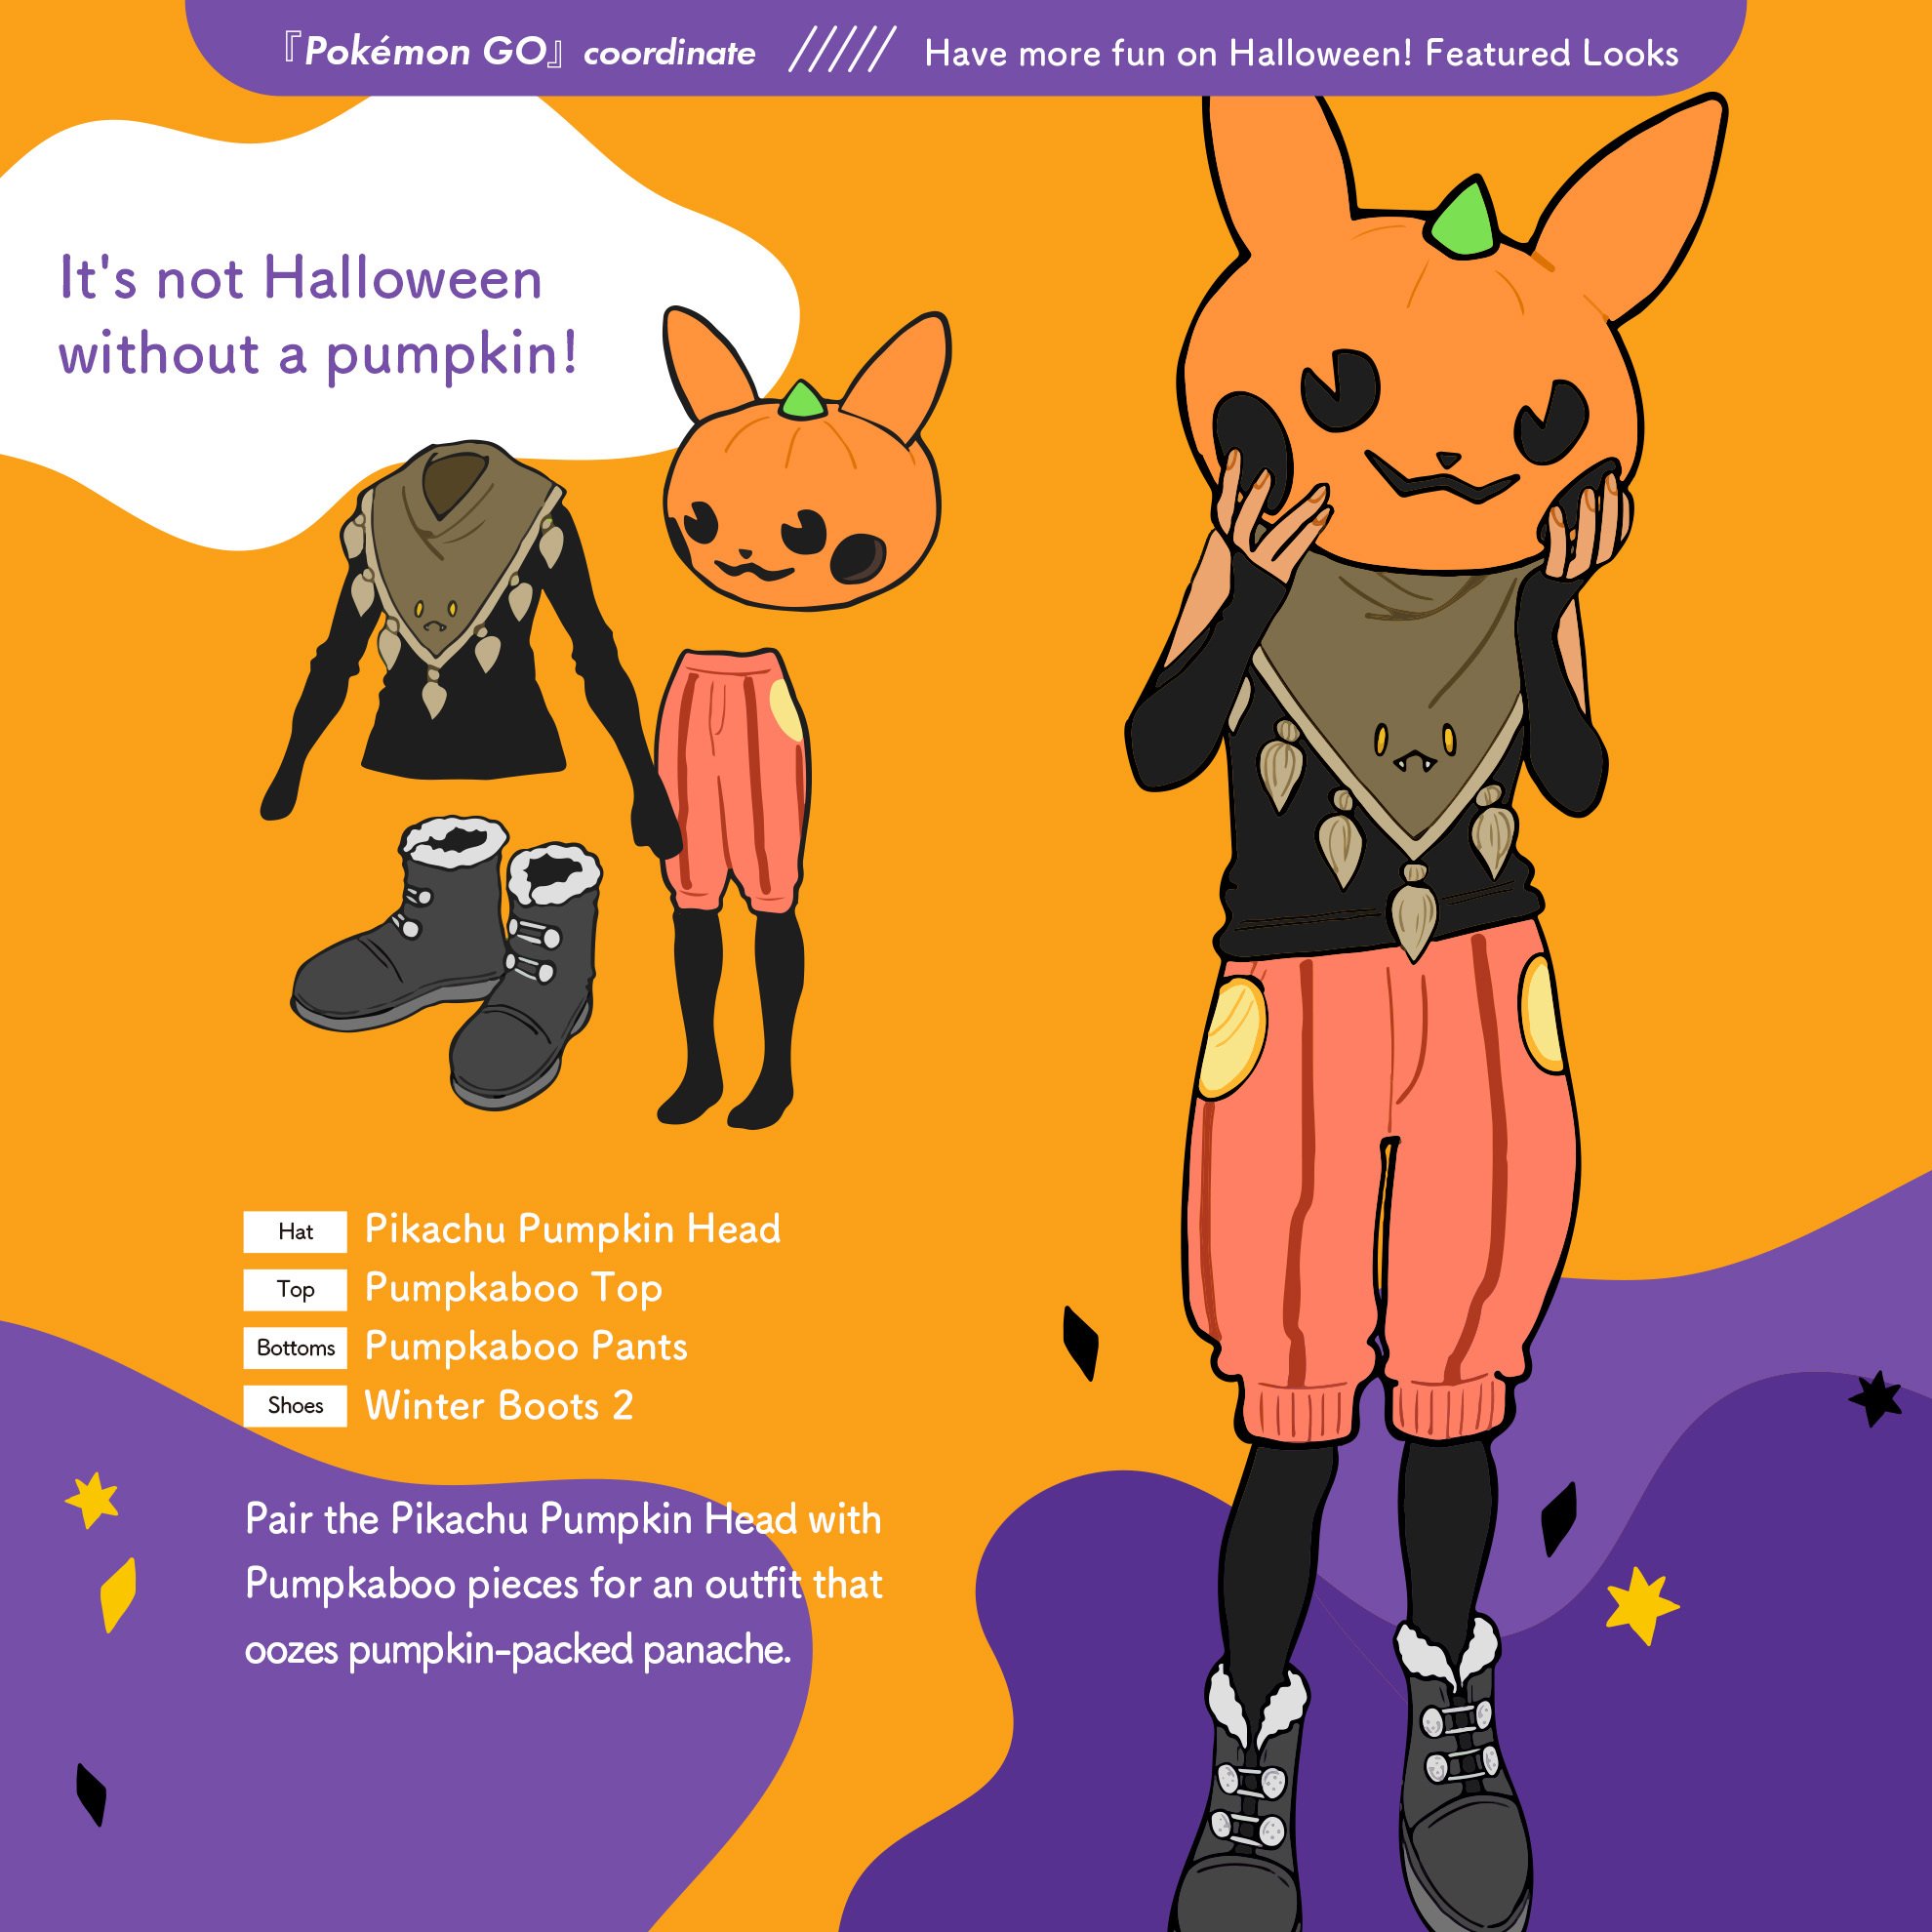 『Pokémon GO』 coordinate
Have more fun on Halloween! Featured Looks
It's not Halloween
without a pumpkin!
Hat Pikachu Pumpkin Head
Top Pumpkaboo Top
Bottoms Pumpkaboo Pants
Shoes Winter Boots 2
Pair the Pikachu Pumpkin Head with
Pumpkaboo pieces for an outfit that
oozes pumpkin-packed panache.